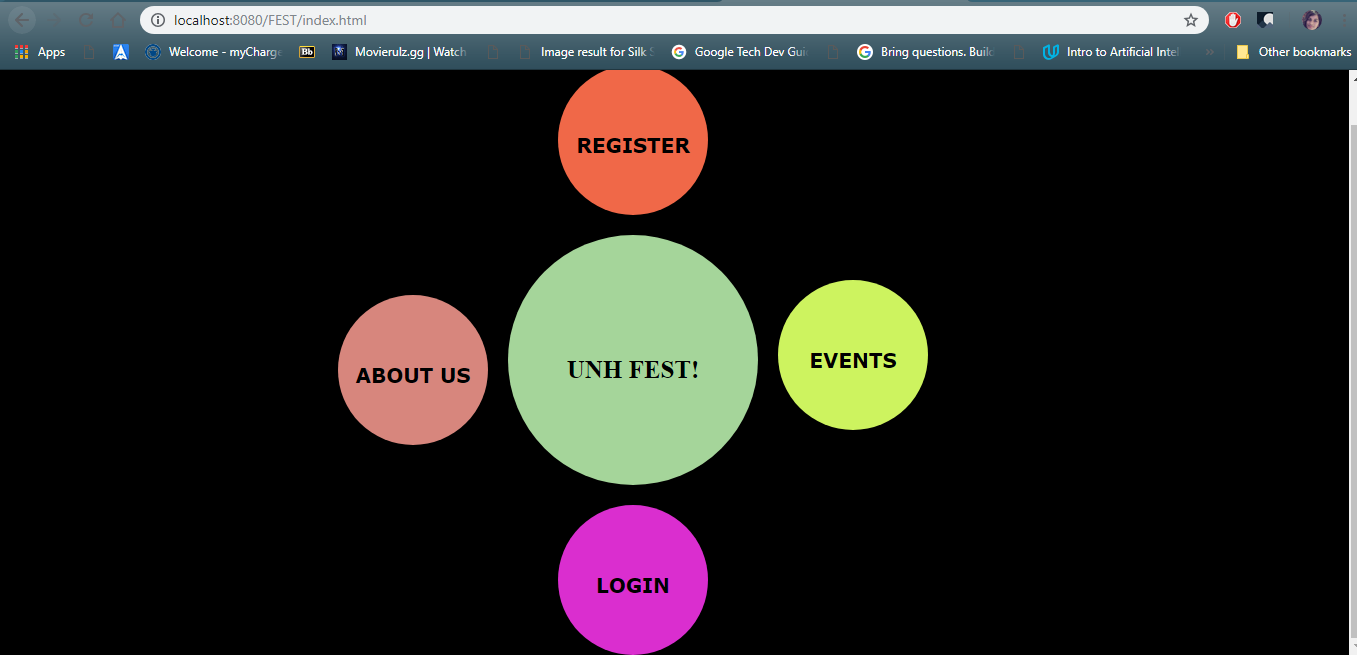 localhost:8080/FEST/index.html
Apps
Bb
Welcome - myCharge
Movierulz.gg | Watch
Image result for Silk S
Google Tech Dev Gui
Bring questions. Build
Intro to Artificial Intel
»
Other bookmarks
REGISTER
ABOUT US
UNH FEST!
EVENTS
LOGIN